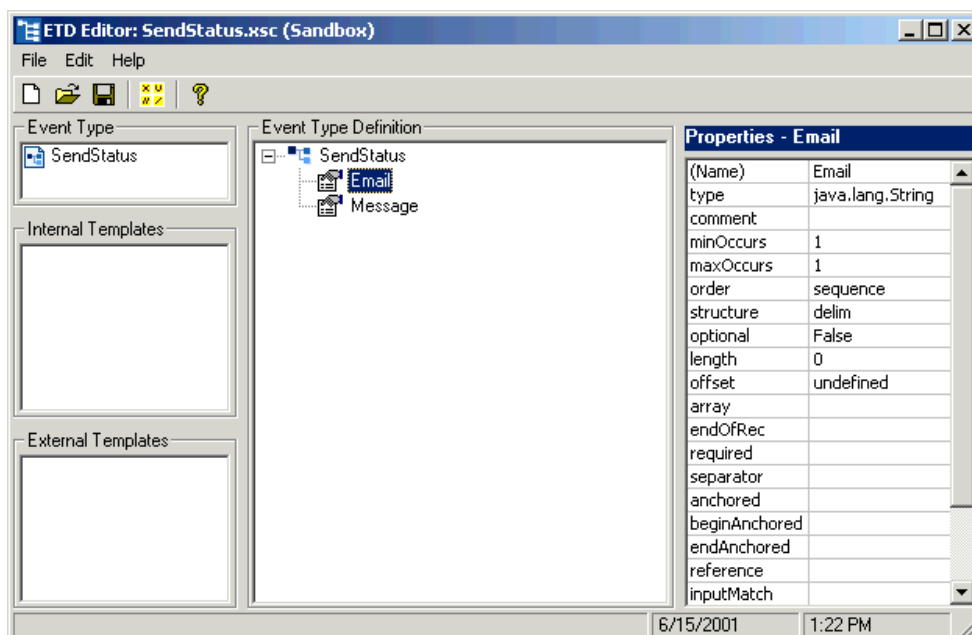 ETD Editor: SendStatus.xsc (Sandbox)
File Edit Help
Event Type
SendStatus
Internal Templates
External Templates
Event Type Definition
SendStatus
Email
Message
Properties - Email
(Name) Email
type java.lang.String
comment
minOccurs 1
maxOccurs 1
order sequence
structure delim
optional False
length 0
offset undefined
array
endOfRec
required
separator
anchored
beginAnchored
endAnchored
reference
inputMatch
6/15/2001 1:22 PM